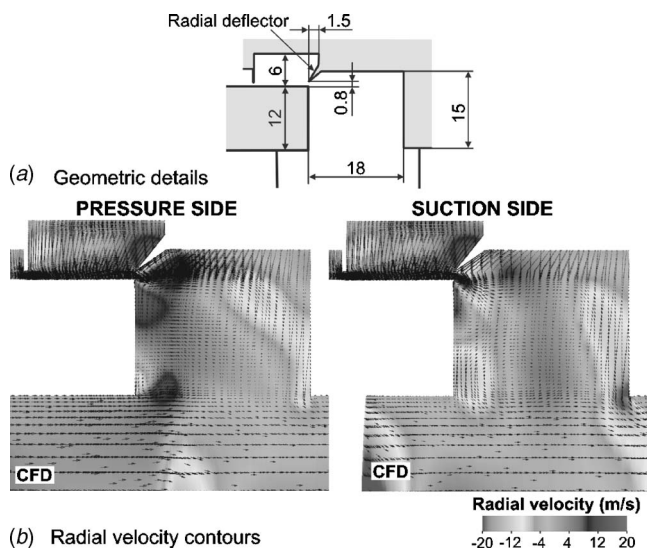 Radial deflector
1.5
6
0.8
12
15
18
(a) Geometric details
PRESSURE SIDE
SUCTION SIDE
CFD
CFD
Radial velocity (m/s)
-20 -12 -4 4 12 20
(b) Radial velocity contours